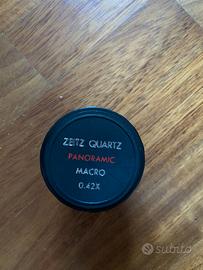 ZEITZ QUARTZ
PANORAMIC
MACRO
0.42X
subito